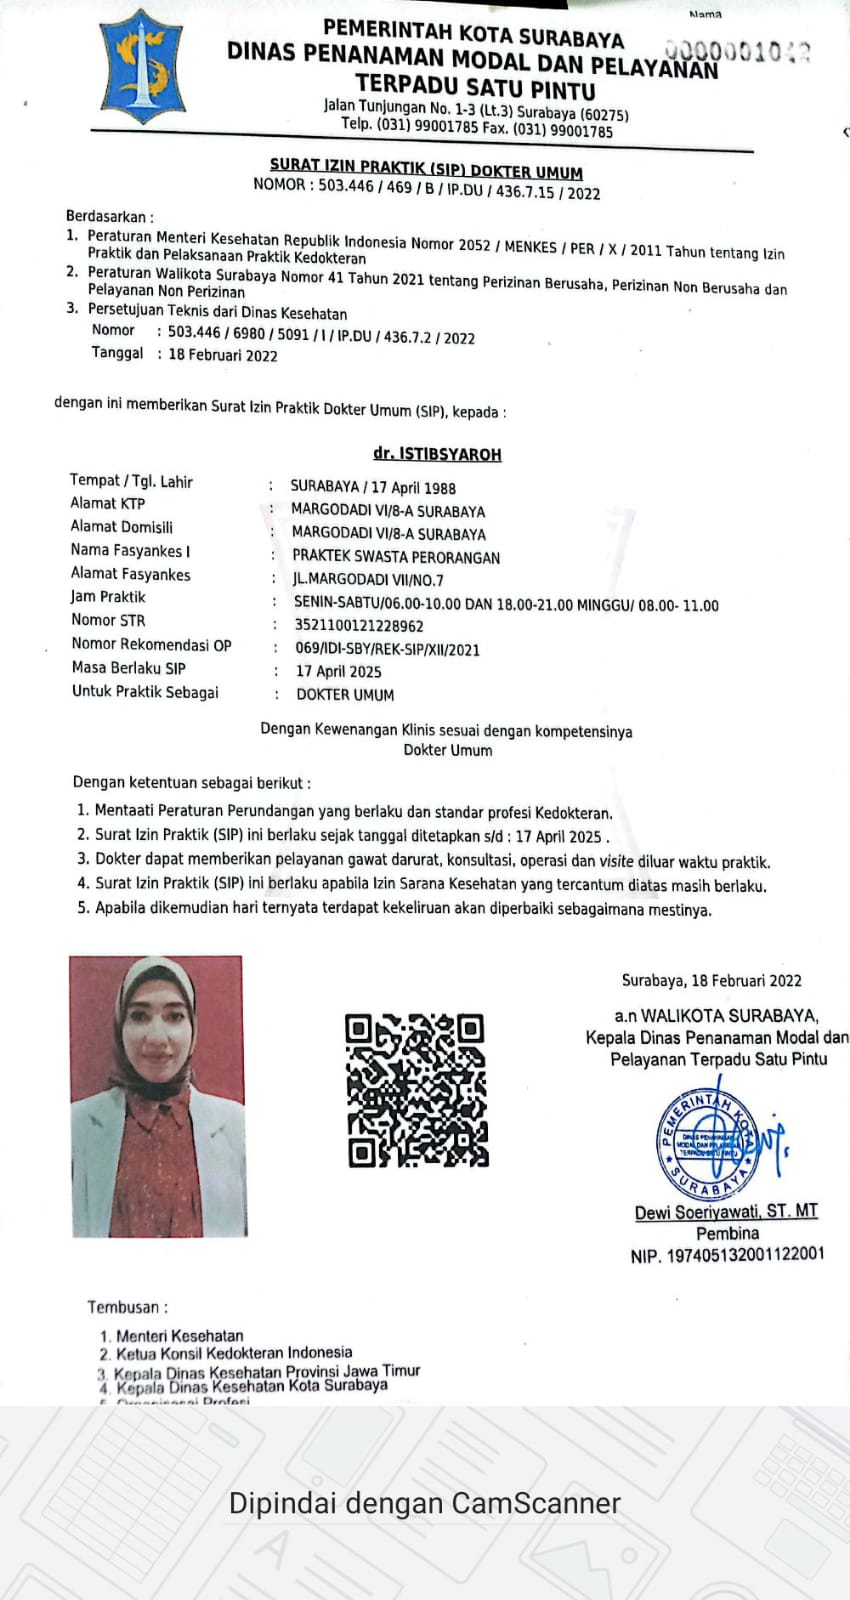 Nama
PEMERINTAH KOTA SURABAYA
DINAS PENANAMAN MODAL DAN PELAYANAN
TERPADU SATU PINTU
Jalan Tunjungan No. 1-3 (Lt.3) Surabaya (60275)
Telp. (031) 99001785 Fax. (031) 99001785
SURAT IZIN PRAKTIK (SIP) DOKTER UMUM
NOMOR : 503.446 / 469 / B / IP.DU / 436.7.15 / 2022
Berdasarkan :
1. Peraturan Menteri Kesehatan Republik Indonesia Nomor 2052 / MENKES / PER / X / 2011 Tahun tentang Izin
Praktik dan Pelaksanaan Praktik Kedokteran
2. Peraturan Walikota Surabaya Nomor 41 Tahun 2021 tentang Perizinan Berusaha, Perizinan Non Berusaha dan
Pelayanan Non Perizinan
3. Persetujuan Teknis dari Dinas Kesehatan
Nomor : 503.446 / 6980 / 5091 / I / IP.DU / 436.7.2 / 2022
Tanggal : 18 Februari 2022
dengan ini memberikan Surat Izin Praktik Dokter Umum (SIP), kepada :
dr. ISTIBSYAROH
Tempat / Tgl. Lahir : SURABAYA / 17 April 1988
Alamat KTP : MARGODADI VI/8-A SURABAYA
Alamat Domisili : MARGODADI VI/8-A SURABAYA
Nama Fasyankes I : PRAKTEK SWASTA PERORANGAN
Alamat Fasyankes : JL.MARGODADI VII/NO.7
Jam Praktik : SENIN-SABTU/06.00-10.00 DAN 18.00-21.00 MINGGU/ 08.00- 11.00
Nomor STR : 3521100121228962
Nomor Rekomendasi OP : 069/IDI-SBY/REK-SIP/XII/2021
Masa Berlaku SIP : 17 April 2025
Untuk Praktik Sebagai : DOKTER UMUM
Dengan Kewenangan Klinis sesuai dengan kompetensinya
Dokter Umum
Dengan ketentuan sebagai berikut :
1. Mentaati Peraturan Perundangan yang berlaku dan standar profesi Kedokteran.
2. Surat Izin Praktik (SIP) ini berlaku sejak tanggal ditetapkan s/d : 17 April 2025 .
3. Dokter dapat memberikan pelayanan gawat darurat, konsultasi, operasi dan visite diluar waktu praktik.
4. Surat Izin Praktik (SIP) ini berlaku apabila Izin Sarana Kesehatan yang tercantum diatas masih berlaku.
5. Apabila dikemudian hari ternyata terdapat kekeliruan akan diperbaiki sebagaimana mestinya.
Surabaya, 18 Februari 2022
a.n WALIKOTA SURABAYA,
Kepala Dinas Penanaman Modal dan
Pelayanan Terpadu Satu Pintu
PEMERINTAH KOTA
DINAS PENANAMAN
MODAL DAN PELAYANAN
TERPADU SATU PINTU
SURABAYA
Dewi Soeriyawati, ST. MT
Pembina
NIP. 197405132001122001
Tembusan :
1. Menteri Kesehatan
2. Ketua Konsil Kedokteran Indonesia
3. Kepala Dinas Kesehatan Provinsi Jawa Timur
4. Kepala Dinas Kesehatan Kota Surabaya
Dipindai dengan CamScanner